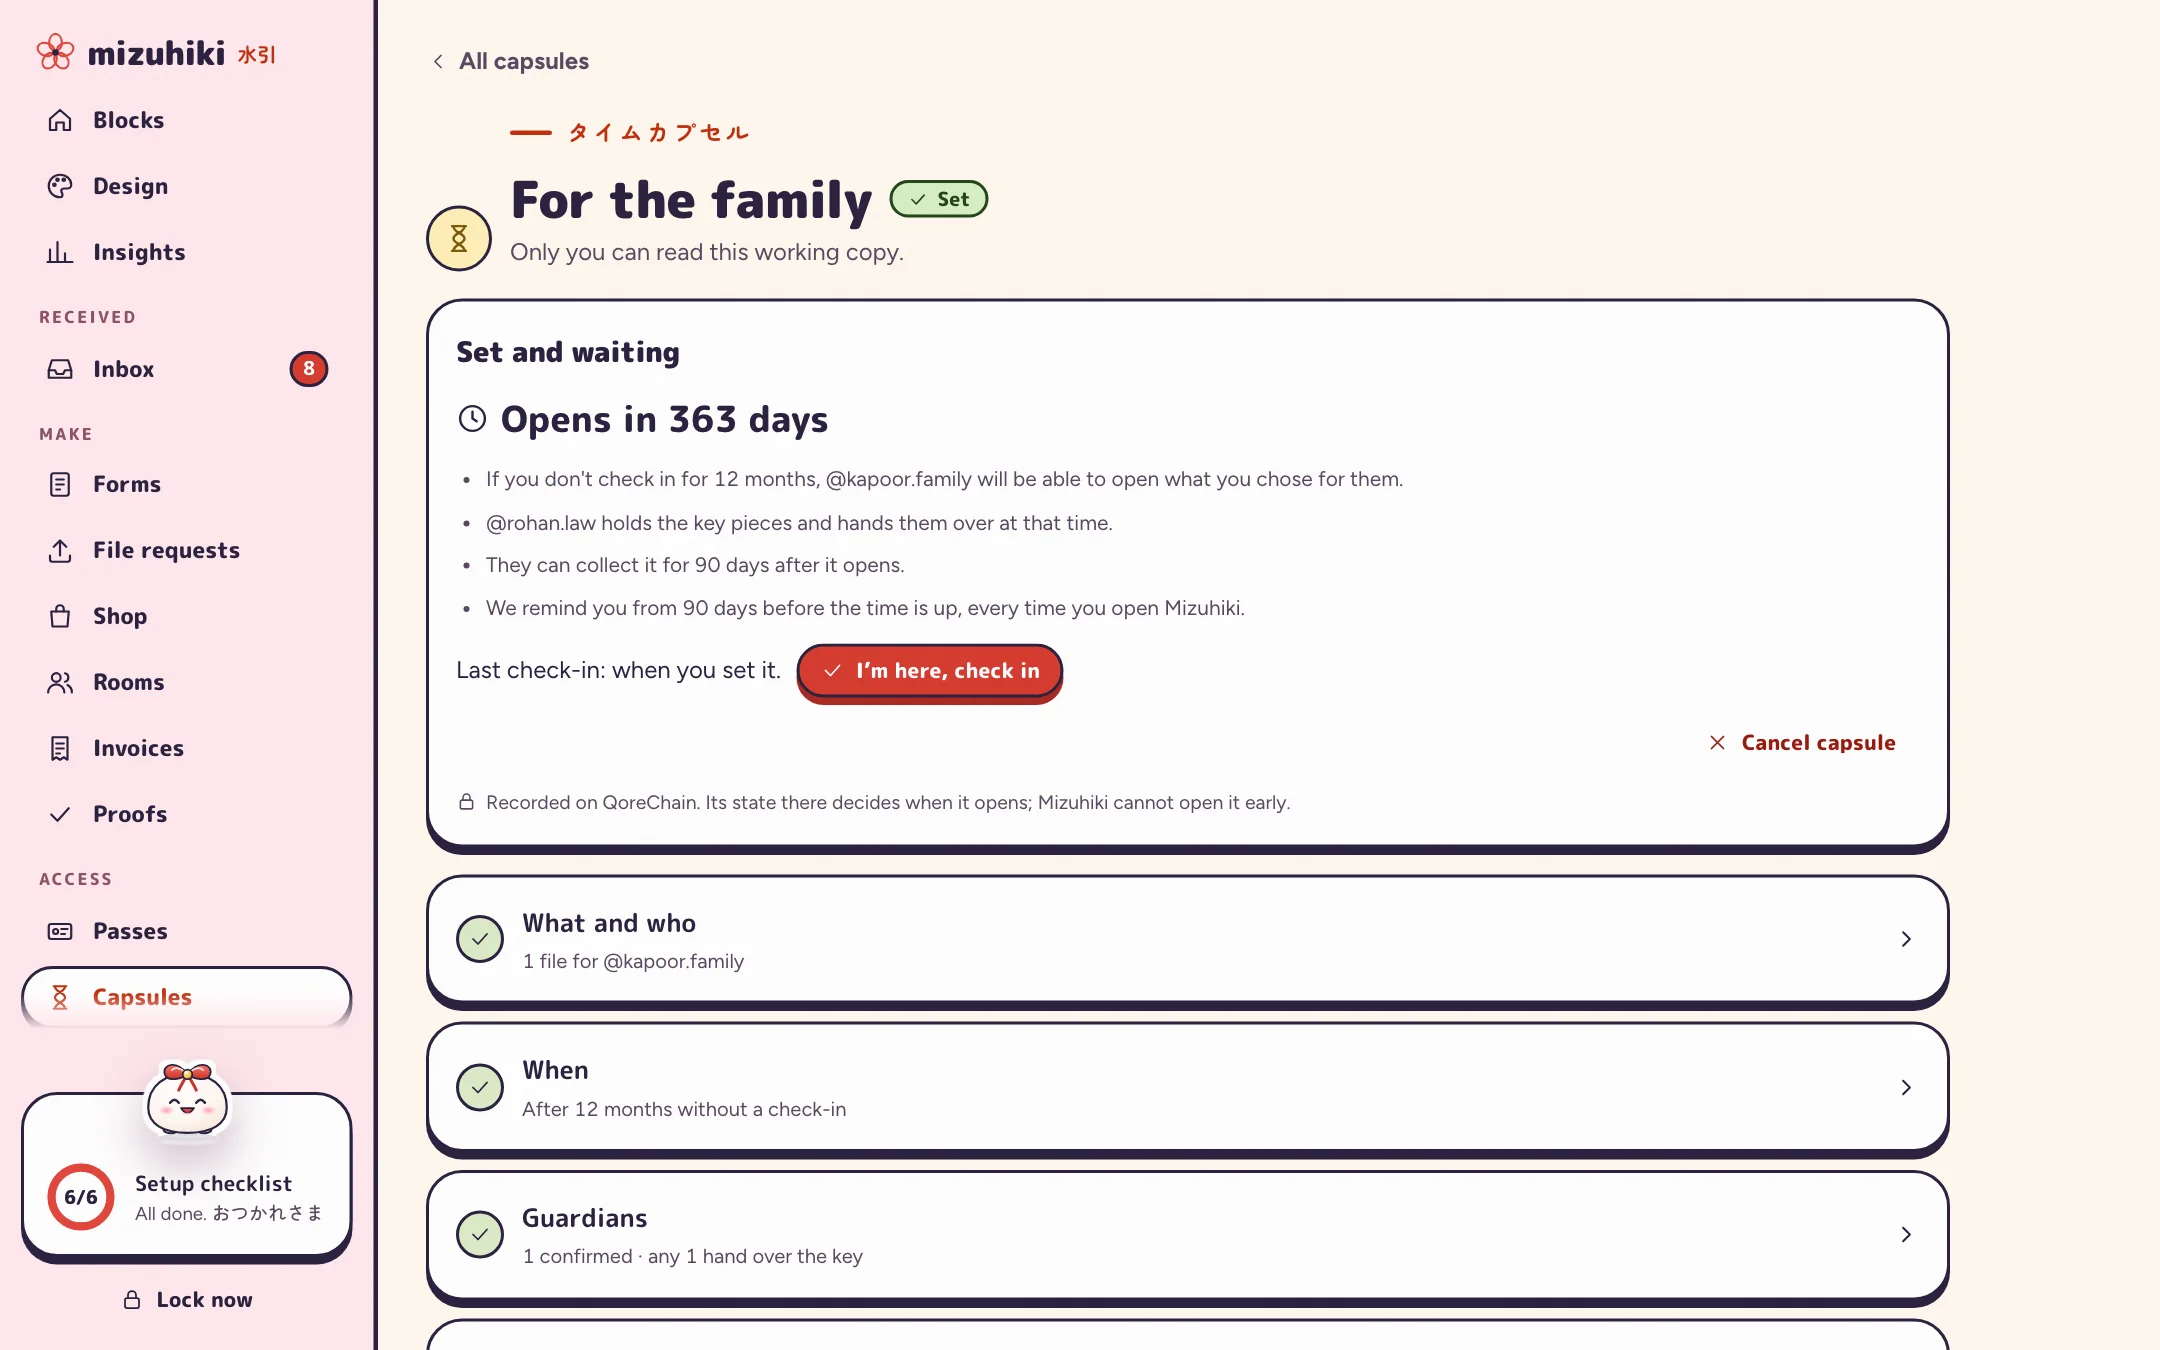 mizuhiki 水引
Blocks
Design
Insights
RECEIVED
Inbox 8
MAKE
Forms
File requests
Shop
Rooms
Invoices
Proofs
ACCESS
Passes
Capsules
6/6
Setup checklist
All done. おつかれさま
Lock now
All capsules
タイムカプセル
For the family Set
Only you can read this working copy.
Set and waiting
Opens in 363 days
• If you don't check in for 12 months, @kapoor.family will be able to open what you chose for them.
• @rohan.law holds the key pieces and hands them over at that time.
• They can collect it for 90 days after it opens.
• We remind you from 90 days before the time is up, every time you open Mizuhiki.
Last check-in: when you set it. I’m here, check in
Cancel capsule
Recorded on QoreChain. Its state there decides when it opens; Mizuhiki cannot open it early.
What and who
1 file for @kapoor.family
When
After 12 months without a check-in
Guardians
1 confirmed · any 1 hand over the key